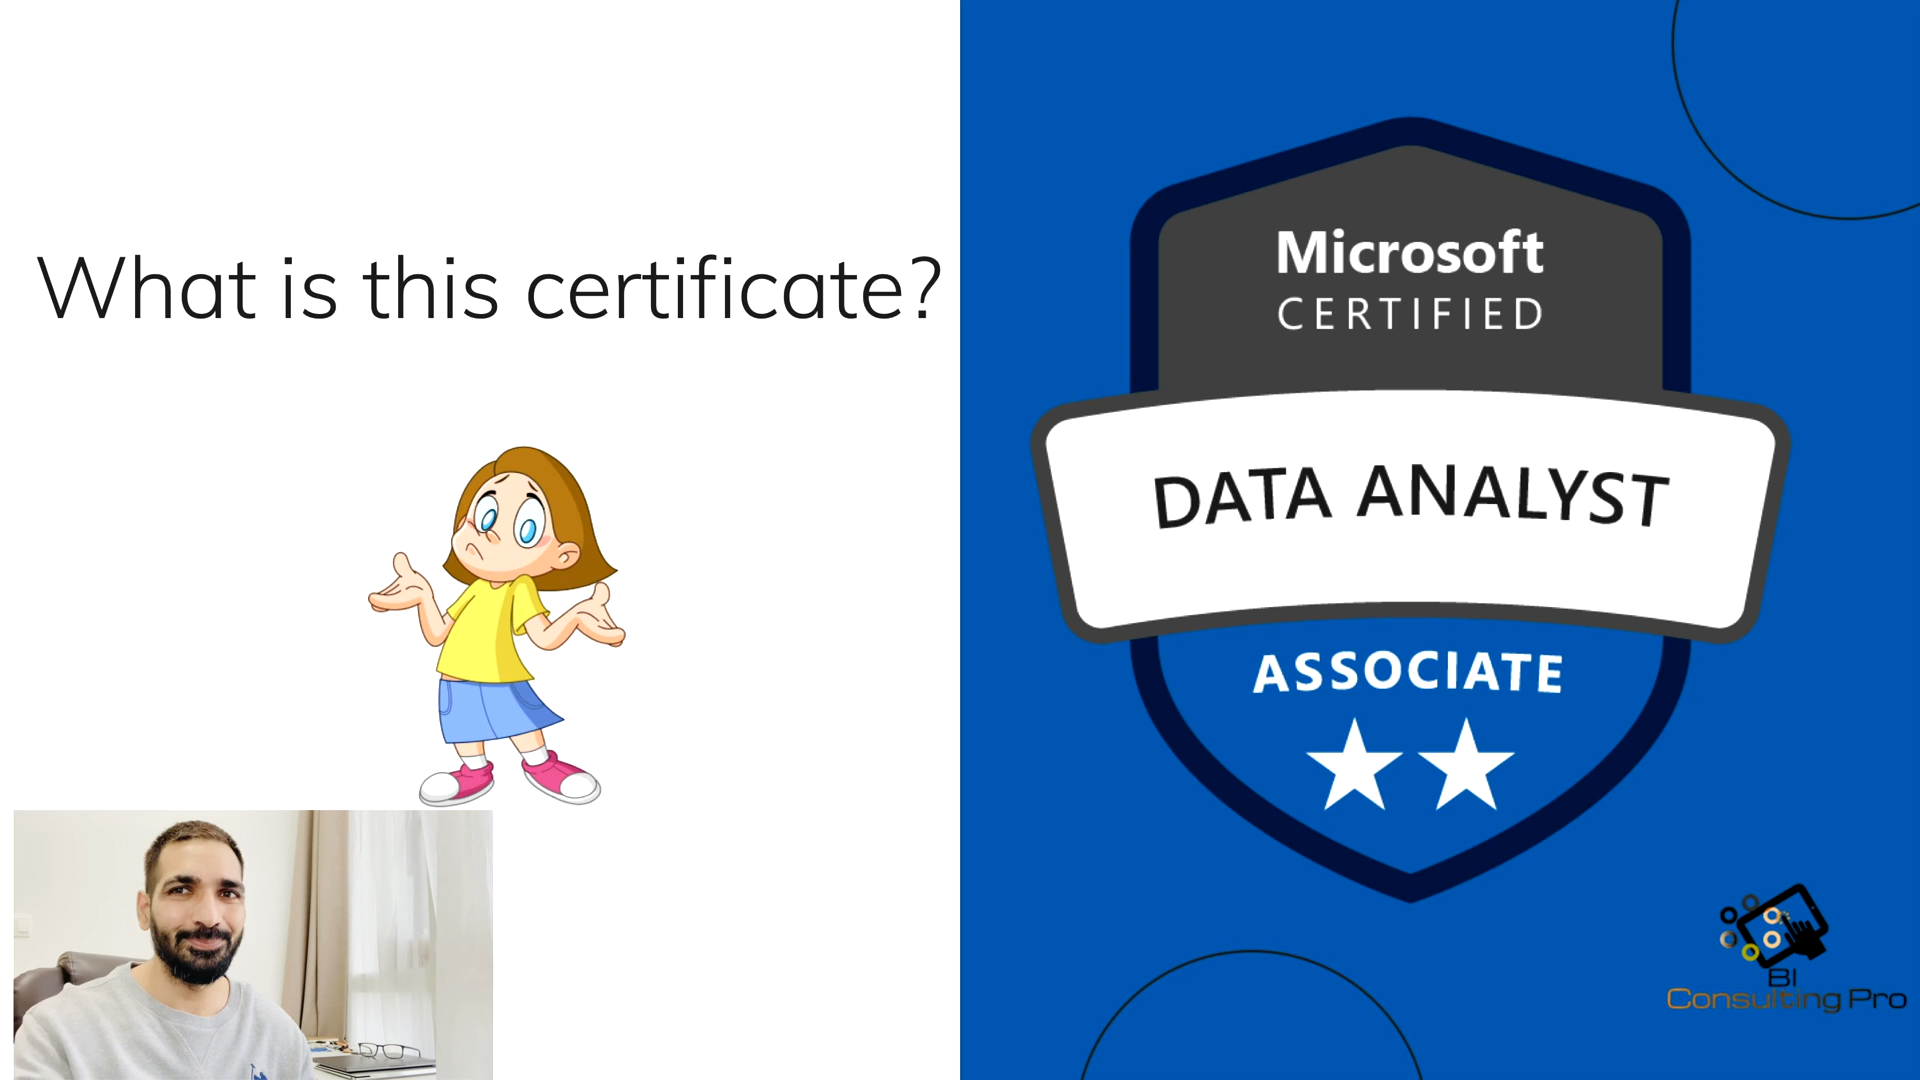 What is this certificate?
Microsoft
CERTIFIED
DATA ANALYST
ASSOCIATE
BI
Consulting Pro